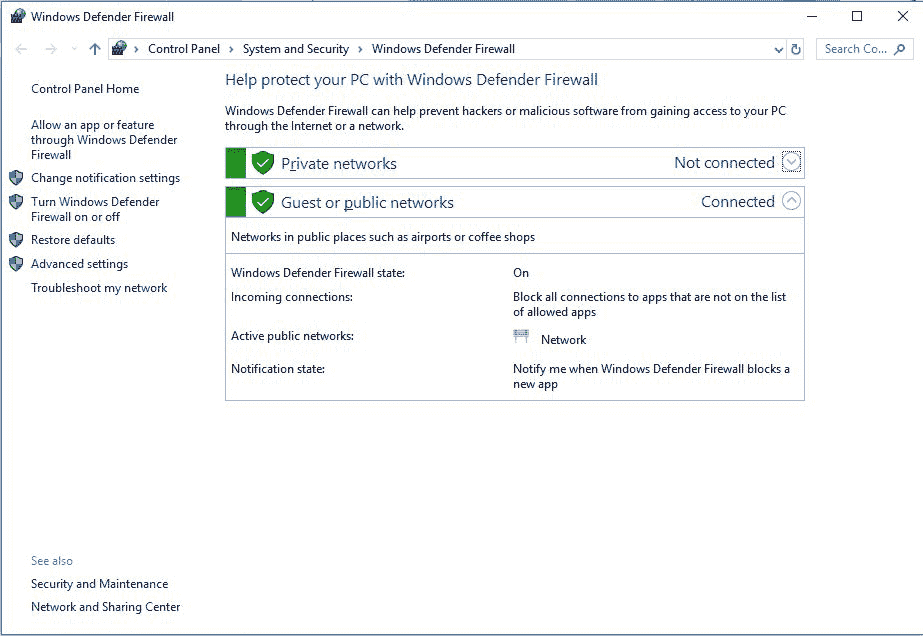 Windows Defender Firewall
Control Panel
System and Security
Windows Defender Firewall
Search Co...
Control Panel Home
Allow an app or feature
through Windows Defender
Firewall
Change notification settings
Turn Windows Defender
Firewall on or off
Restore defaults
Advanced settings
Troubleshoot my network
Help protect your PC with Windows Defender Firewall
Windows Defender Firewall can help prevent hackers or malicious software from gaining access to your PC
through the Internet or a network.
Private networks Not connected
Guest or public networks Connected
Networks in public places such as airports or coffee shops
Windows Defender Firewall state: On
Incoming connections: Block all connections to apps that are not on the list
of allowed apps
Active public networks: Network
Notification state: Notify me when Windows Defender Firewall blocks a
new app
See also
Security and Maintenance
Network and Sharing Center